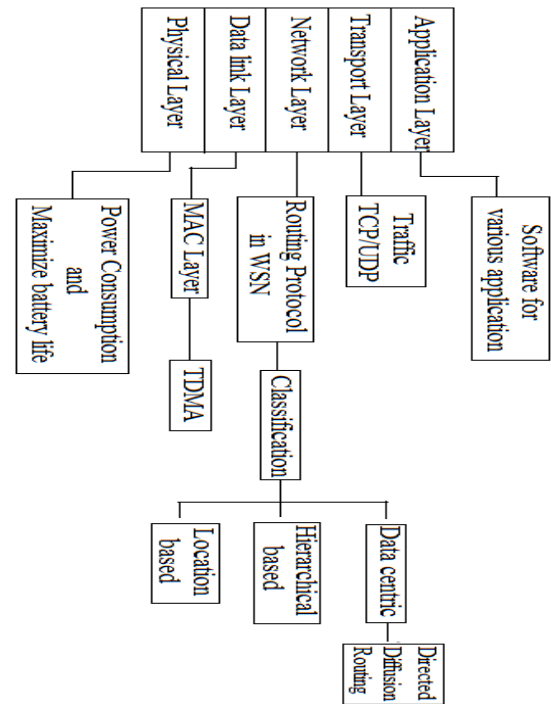 Application Layer
Transport Layer
Network Layer
Data link Layer
Physical Layer
Software for
various application
Traffic
TCP/UDP
Routing Protocol
in WSN
MAC Layer
Power Consumption
and
Maximize battery life
Classification
TDMA
Data centric
Hierarchical
based
Location
based
Directed
Diffusion
Routing